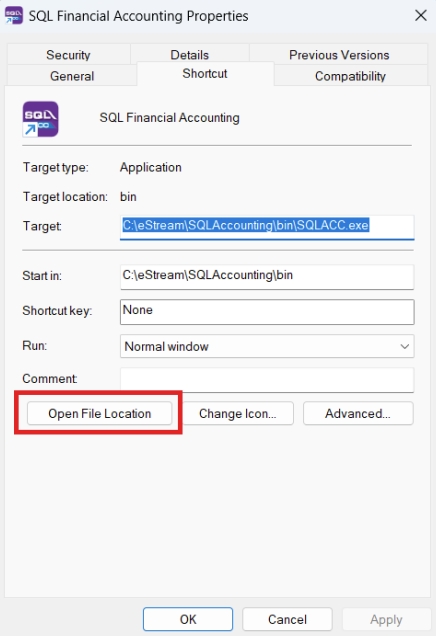 SQL Financial Accounting Properties
Security Details Previous Versions
General Shortcut Compatibility
SQL
SQL Financial Accounting
Target type: Application
Target location: bin
Target: C:\eStream\SQLAccounting\bin\SQLACC.exe
Start in: C:\eStream\SQLAccounting\bin
Shortcut key: None
Run: Normal window
Comment:
Open File Location Change Icon... Advanced...
OK Cancel Apply